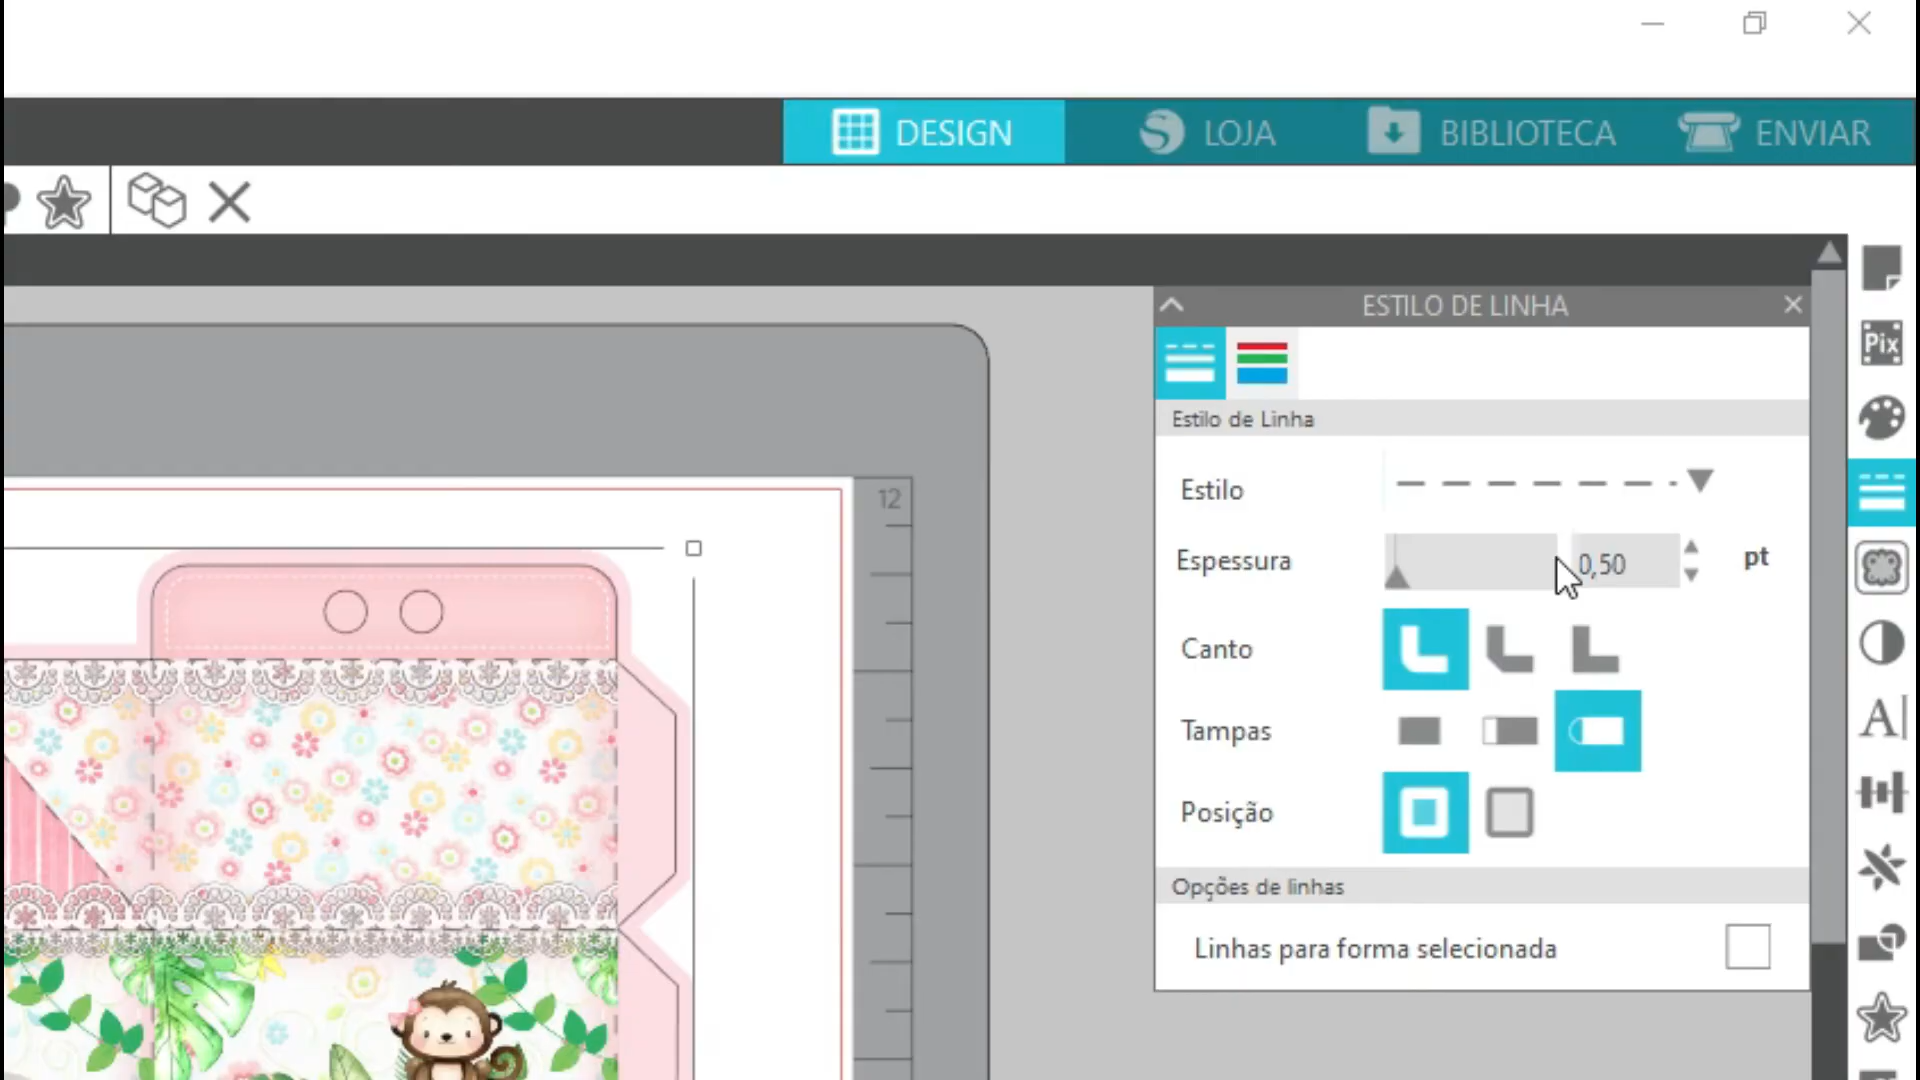 DESIGN
LOJA
BIBLIOTECA
ENVIAR
ESTILO DE LINHA
Pix
Estilo de Linha
Estilo
12
Espessura
0,50
pt
Canto
A
Tampas
Posição
Opções de linhas
Linhas para forma selecionada